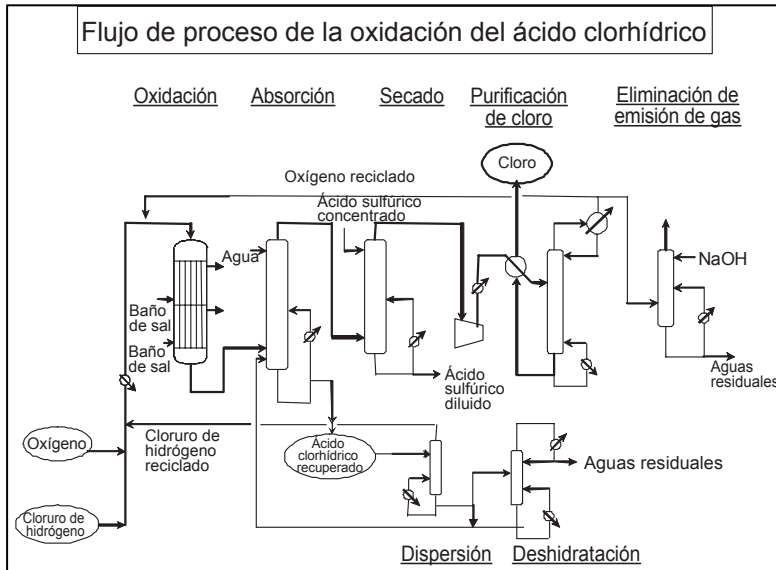 Flujo de proceso de la oxidación del ácido clorhídrico
Oxidación
Absorción
Secado
Purificación
de cloro
Eliminación de
emisión de gas
Cloro
Oxígeno reciclado
Ácido sulfúrico
concentrado
Agua
NaOH
Baño
de sal
Baño
de sal
Ácido
sulfúrico
diluido
Aguas
residuales
Oxígeno
Cloruro de
hidrógeno
reciclado
Ácido
clorhídrico
recuperado
Aguas residuales
Cloruro de
hidrógeno
Dispersión
Deshidratación